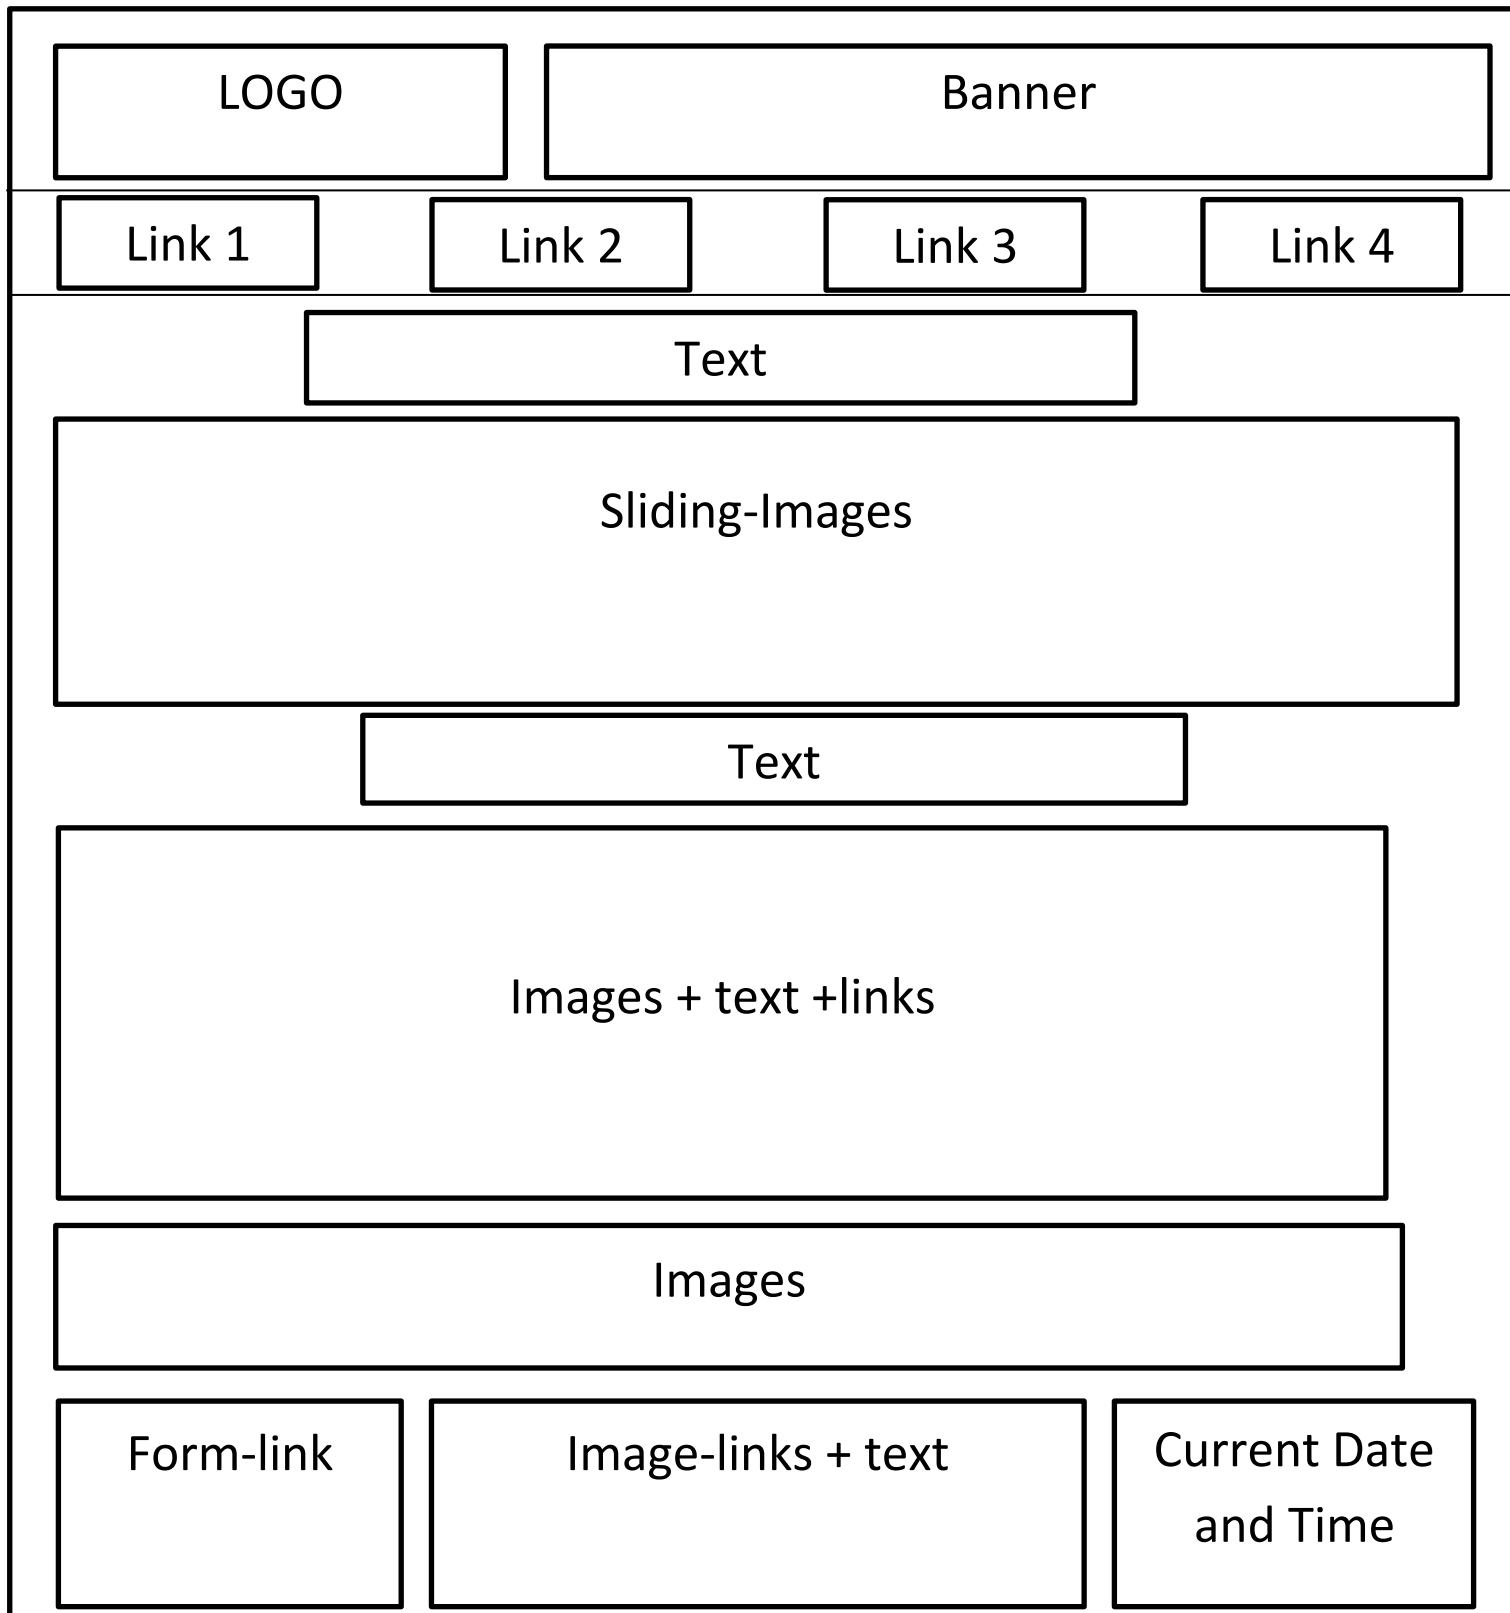 LOGO
Banner
Link 1
Link 2
Link 3
Link 4
Text
Sliding-Images
Text
Images + text +links
Images
Form-link
Image-links + text
Current Date
and Time